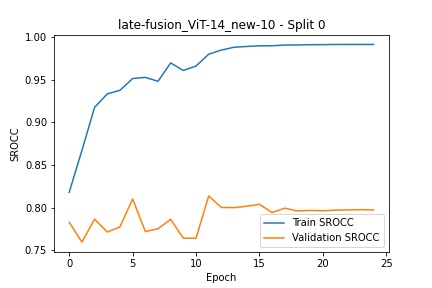 late-fusion_ViT-14_new-10 - Split 0
1.00
0.95
0.90
0.85
0.80
0.75
SROCC
Train SROCC
Validation SROCC
0 5 10 15 20 25
Epoch